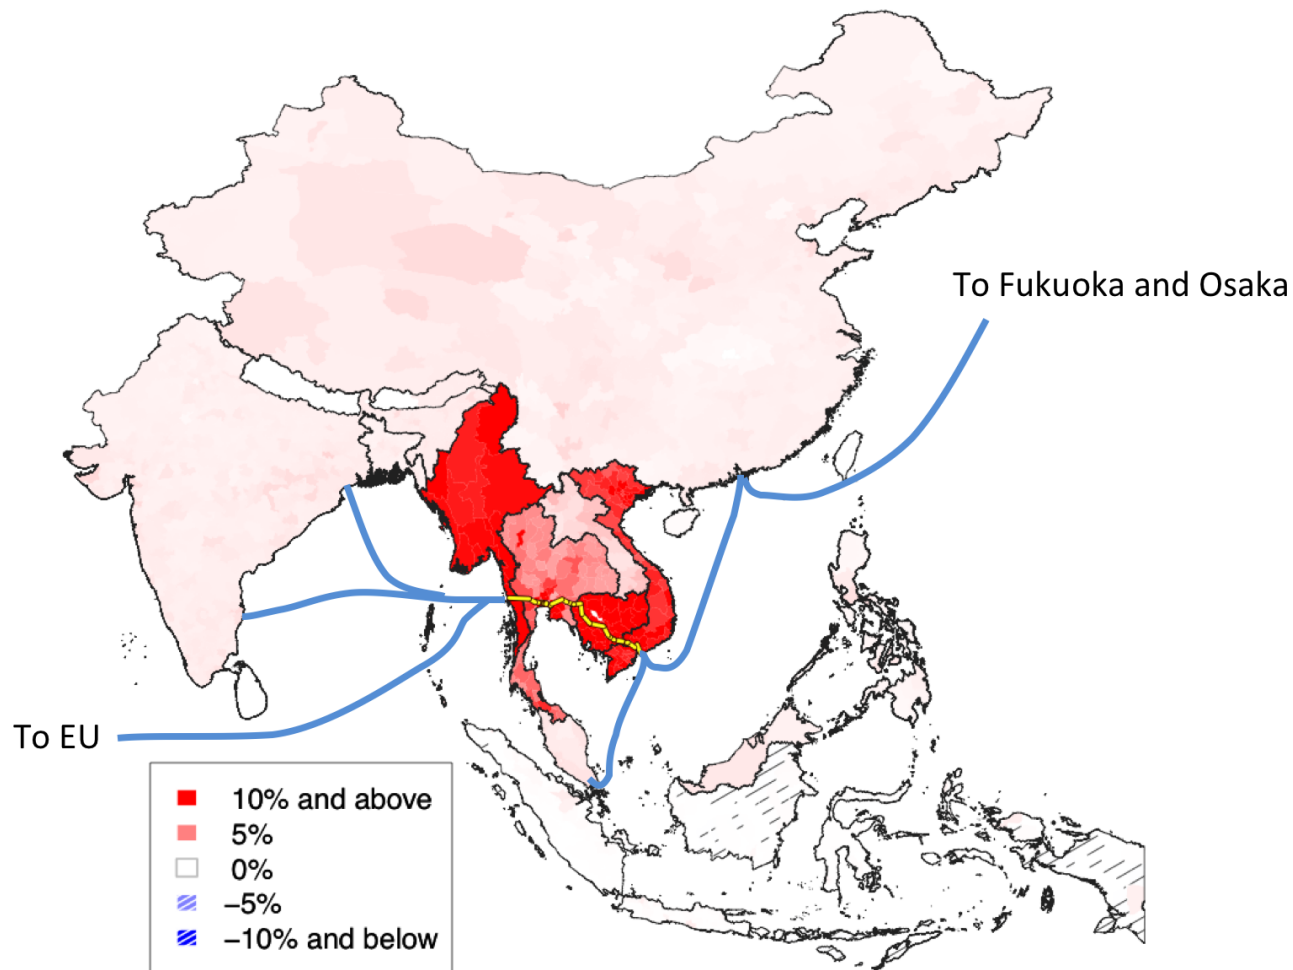 To Fukuoka and Osaka
To EU
10% and above
5%
0%
−5%
−10% and below